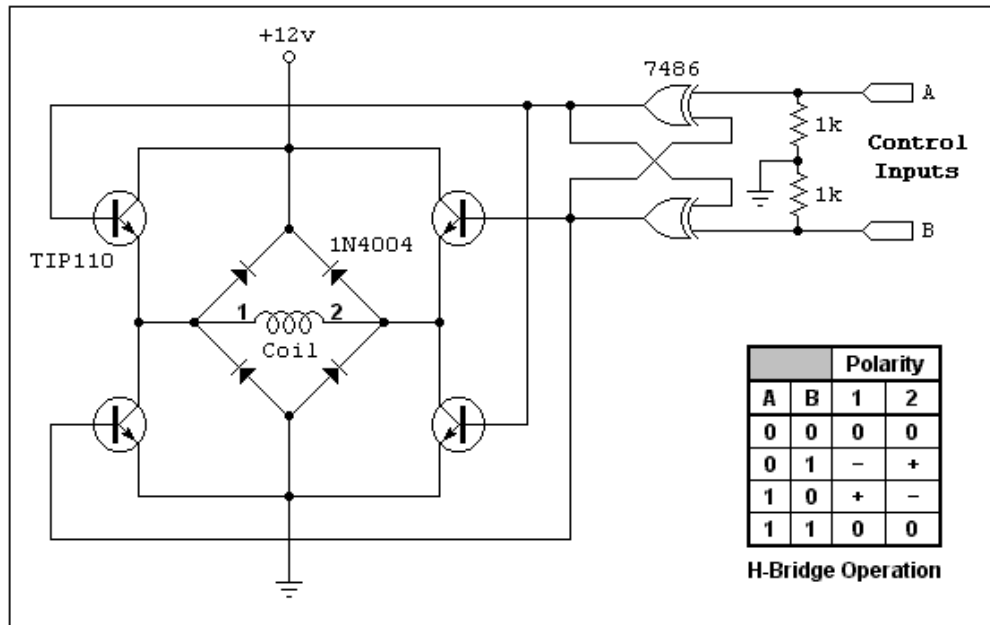 +12v
7486
A
1k
Control
Inputs
1k
B
TIP110
1N4004
1 2
Coil
Polarity
A B 1 2
0 0 0 0
0 1 - +
1 0 + -
1 1 0 0
H-Bridge Operation